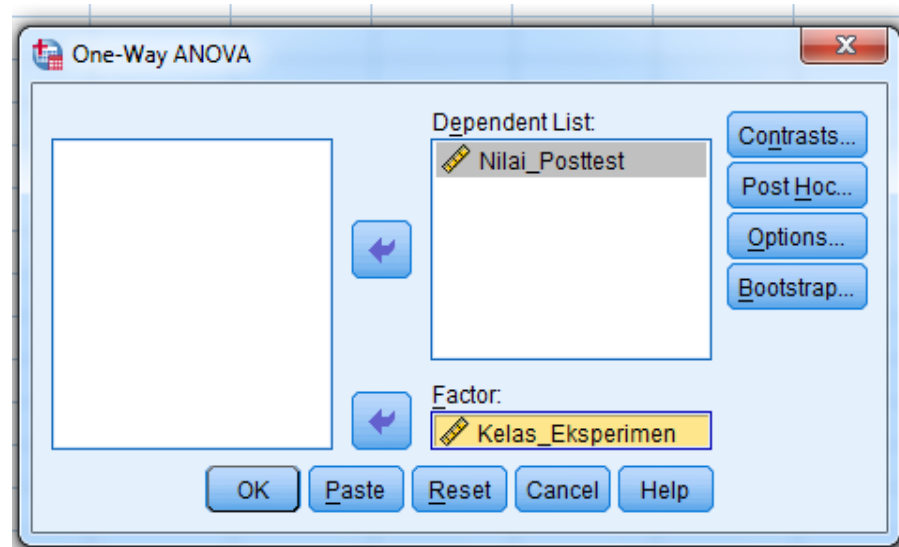 One-Way ANOVA
x
Dependent List:
Nilai_Posttest
Contrasts...
Post Hoc...
Options...
Bootstrap...
Factor:
Kelas_Eksperimen
OK Paste Reset Cancel Help